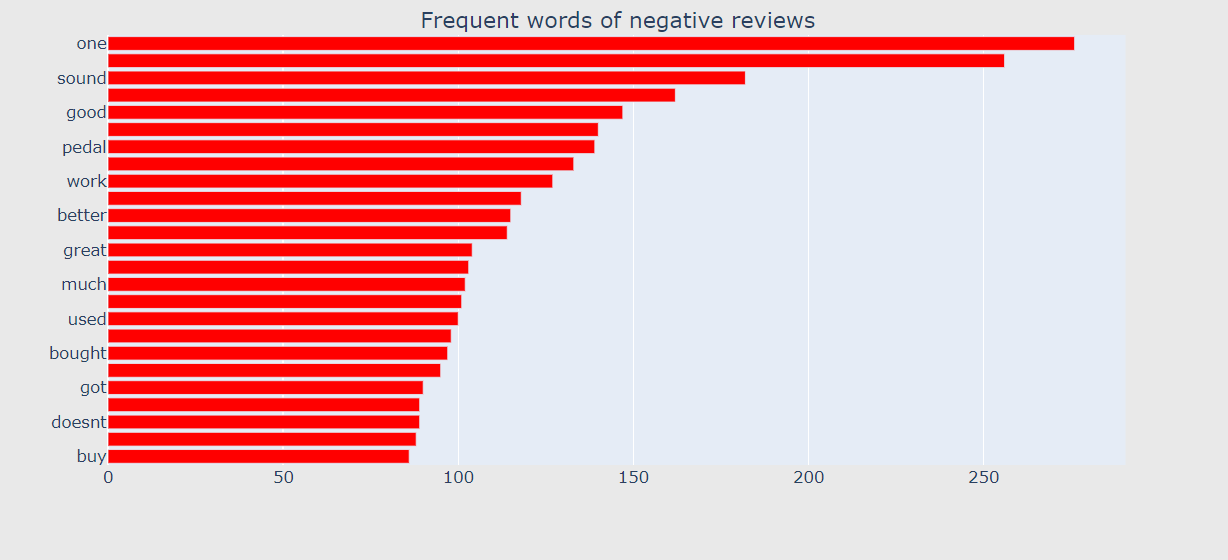 Frequent words of negative reviews
one
sound
good
pedal
work
better
great
much
used
bought
got
doesnt
buy
0 50 100 150 200 250